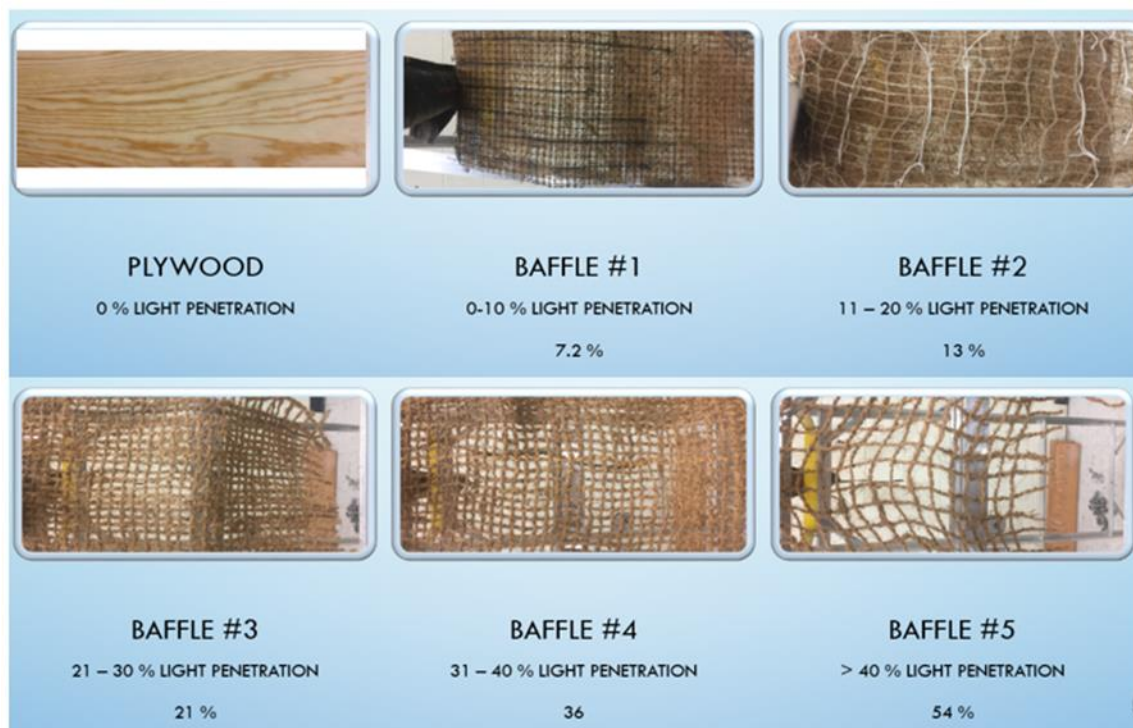 PLYWOOD
0 % LIGHT PENETRATION
BAFFLE #1
0-10 % LIGHT PENETRATION
7.2 %
BAFFLE #2
11 – 20 % LIGHT PENETRATION
13 %
BAFFLE #3
21 – 30 % LIGHT PENETRATION
21 %
BAFFLE #4
31 – 40 % LIGHT PENETRATION
36
BAFFLE #5
> 40 % LIGHT PENETRATION
54 %